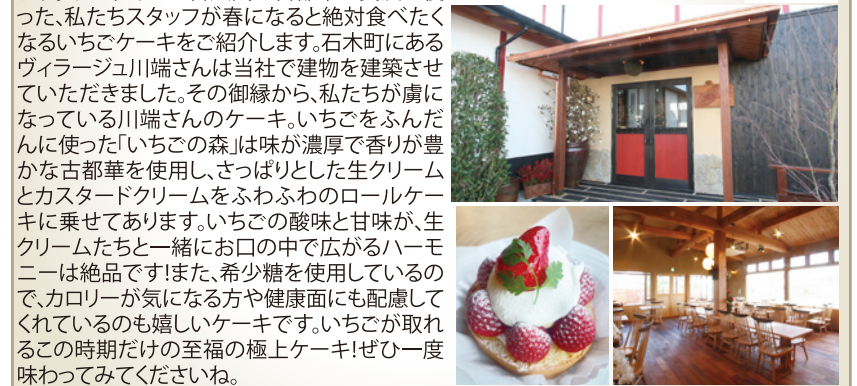 った、私たちスタッフが春になると絶対食べたく
なるいちごケーキをご紹介します。石木町にある
ヴィラージュ川端さんは当社で建物を建築させ
ていただきました。その御縁から、私たちが虜に
なっている川端さんのケーキ。いちごをふんだ
んに使った「いちごの森」は味が濃厚で香りが豊
かな古都華を使用し、さっぱりとした生クリーム
とカスタードクリームをふわふわのロールケー
キに乗せてあります。いちごの酸味と甘味が、生
クリームたちと一緒にお口の中で広がるハーモ
ニーは絶品です!また、希少糖を使用しているの
で、カロリーが気になる方や健康面にも配慮して
くれているのも嬉しいケーキです。いちごが取れ
るこの時期だけの至福の極上ケーキ!ぜひ一度
味わってみてくださいね。